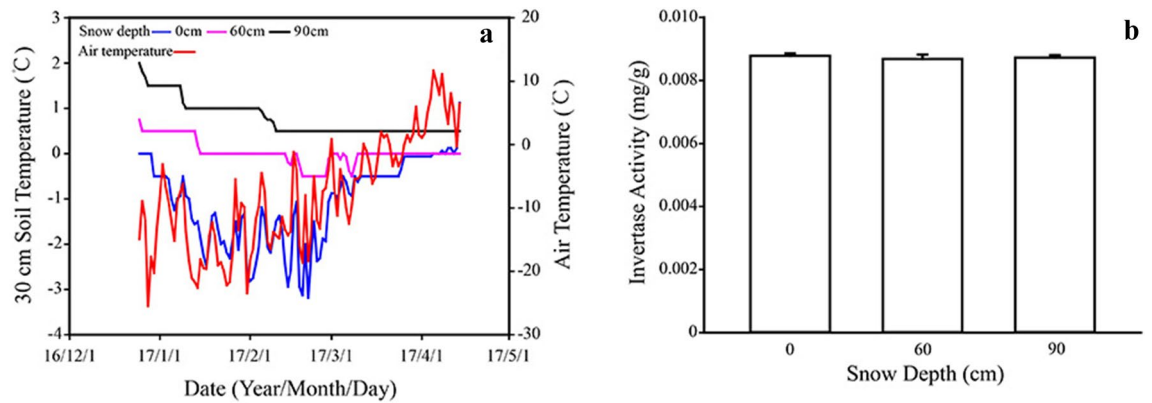 a
Snow depth 0cm 60cm 90cm
Air temperature
3
2
1
0
-1
-2
-3
-4
30 cm Soil Temperature (℃)
20
10
0
-10
-20
-30
Air Temperature (℃)
16/12/1 17/1/1 17/2/1 17/3/1 17/4/1 17/5/1
Date (Year/Month/Day)
b
0.010
0.008
0.006
0.004
0.002
0
Invertase Activity (mg/g)
0 60 90
Snow Depth (cm)